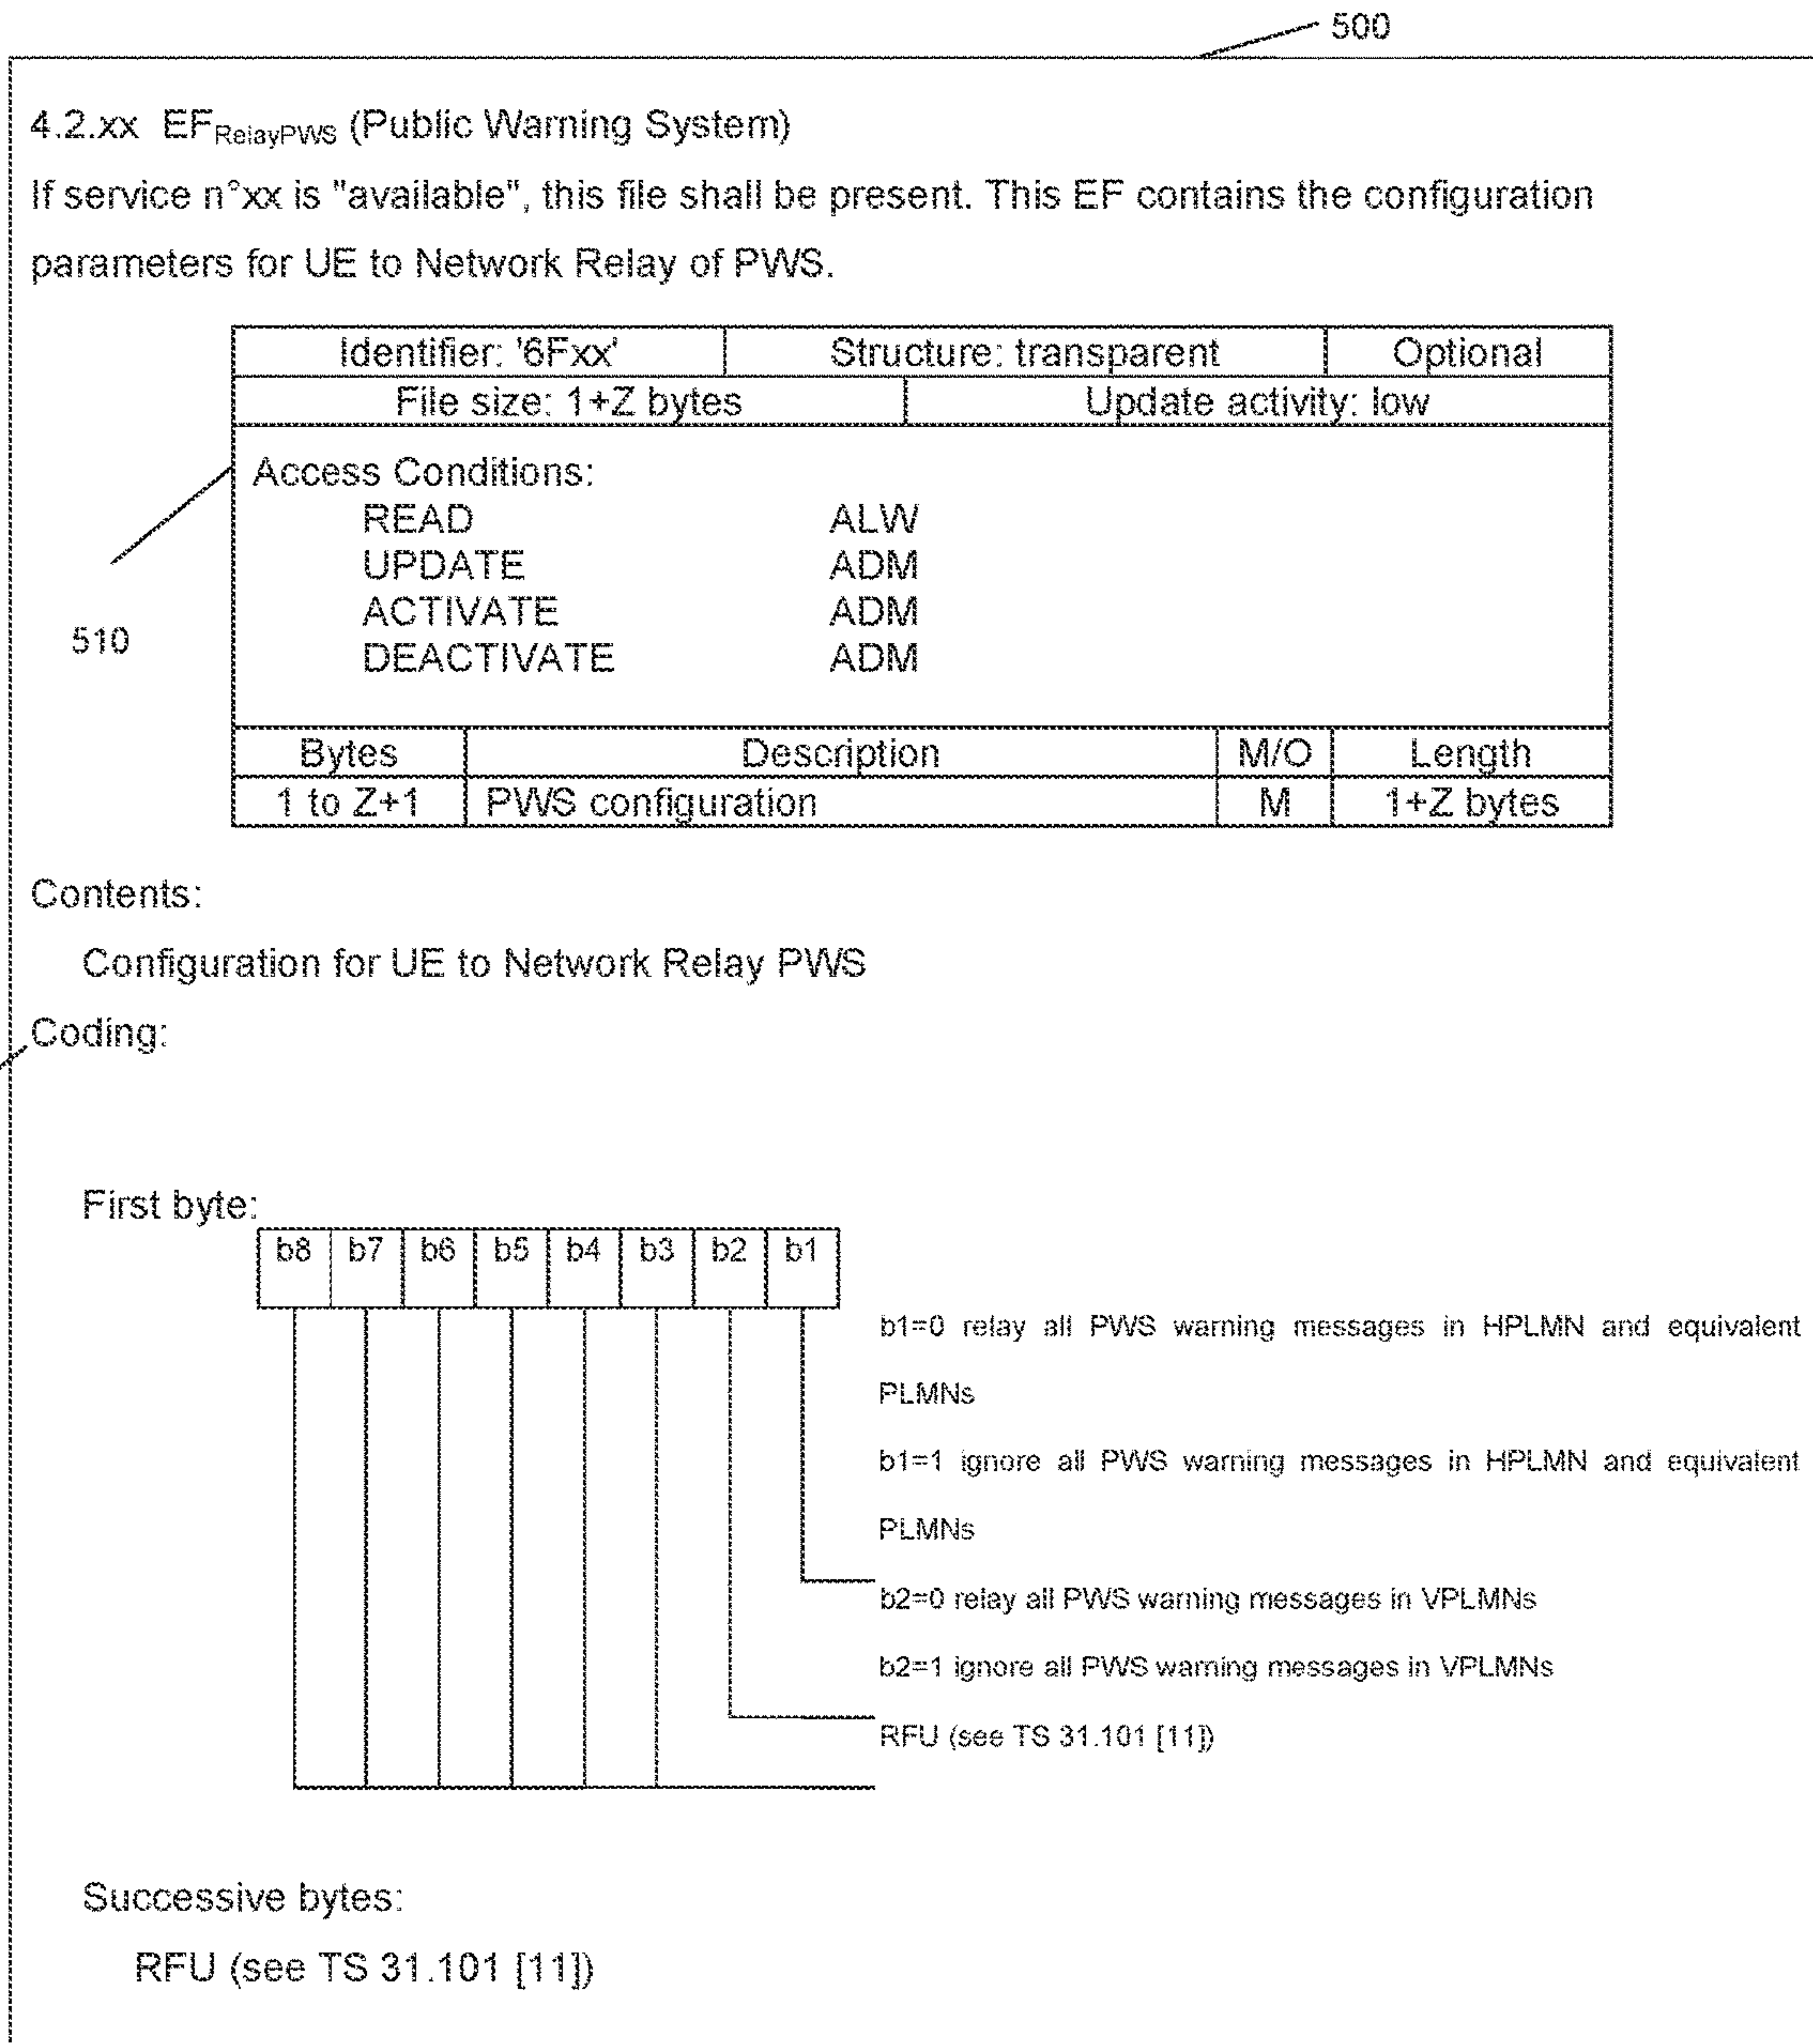 500
4.2.xx EFRelayPWS (Public Warning System)
If service n°xx is "available", this file shall be present. This EF contains the configuration
parameters for UE to Network Relay of PWS.
Identifier: '6Fxx' Structure: transparent Optional
File size: 1+Z bytes Update activity: low
Access Conditions:
READ ALW
UPDATE ADM
ACTIVATE ADM
DEACTIVATE ADM
510
Bytes Description M/O Length
1 to Z+1 PWS configuration M 1+Z bytes
Contents:
Configuration for UE to Network Relay PWS
Coding:
First byte:
b8 b7 b6 b5 b4 b3 b2 b1
b1=0 relay all PWS warning messages in HPLMN and equivalent
PLMNs
b1=1 ignore all PWS warning messages in HPLMN and equivalent
PLMNs
b2=0 relay all PWS warning messages in VPLMNs
b2=1 ignore all PWS warning messages in VPLMNs
RFU (see TS 31.101 [11])
Successive bytes:
RFU (see TS 31.101 [11])